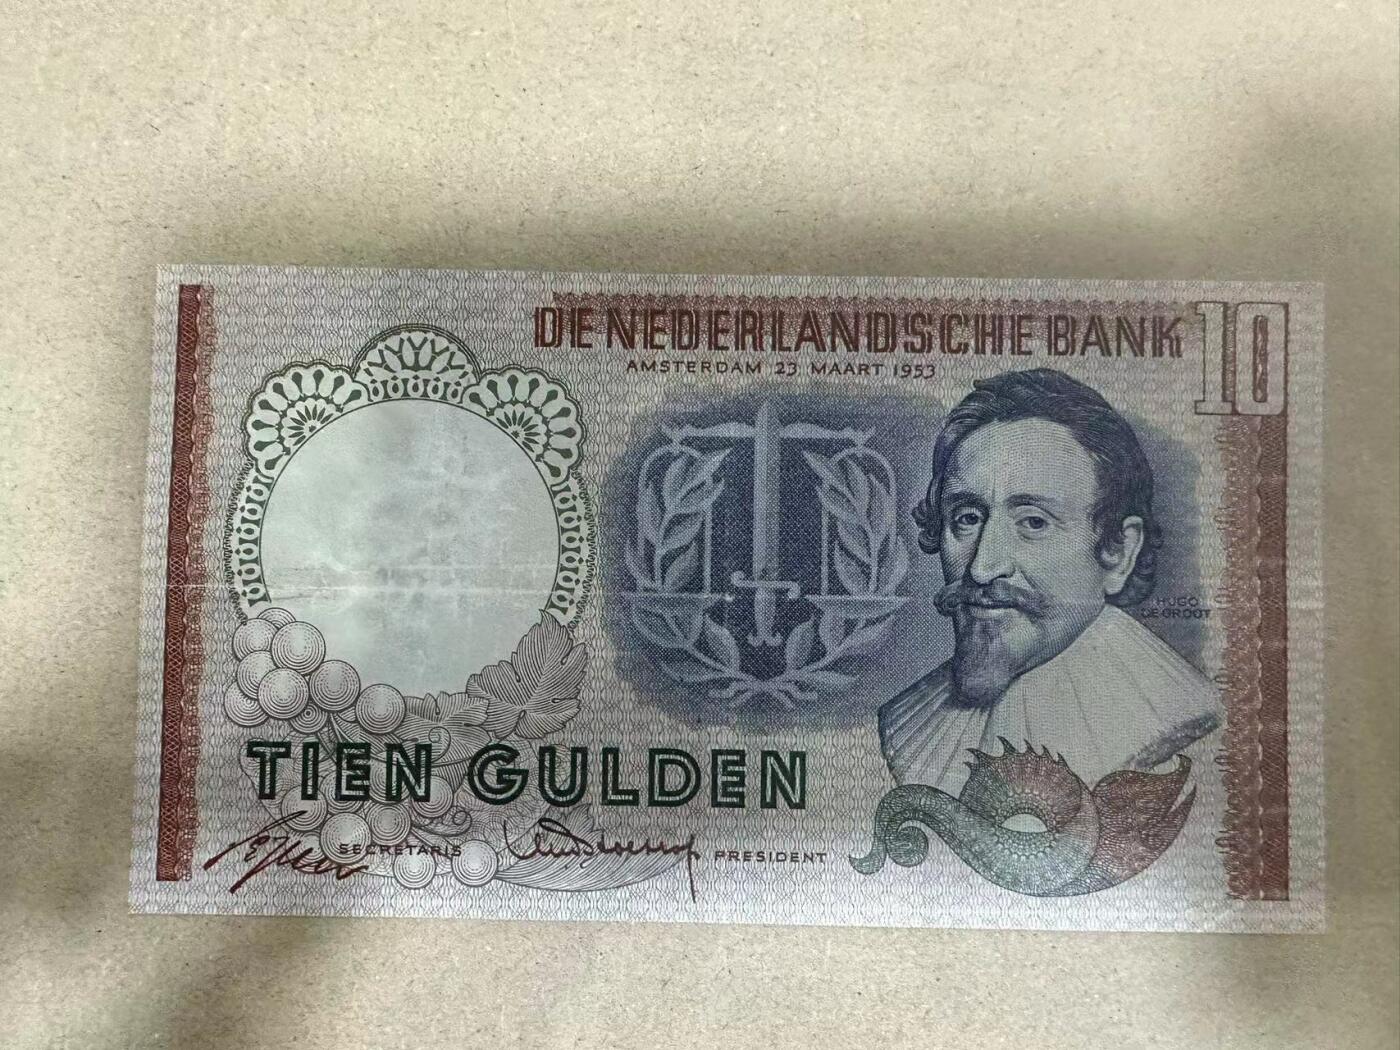 DE NEDERLANDSCHE BANK
10
AMSTERDAM 23 MAART 1953
HUGO
DE GROOT
TIEN GULDEN
SECRETARIS
PRESIDENT